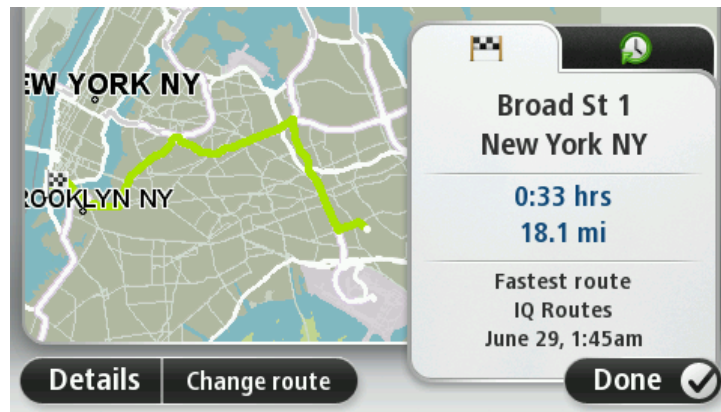 EW YORK NY
ROOKLYN NY
Broad St 1
New York NY
0:33 hrs
18.1 mi
Fastest route
IQ Routes
June 29, 1:45am
Details
Change route
Done